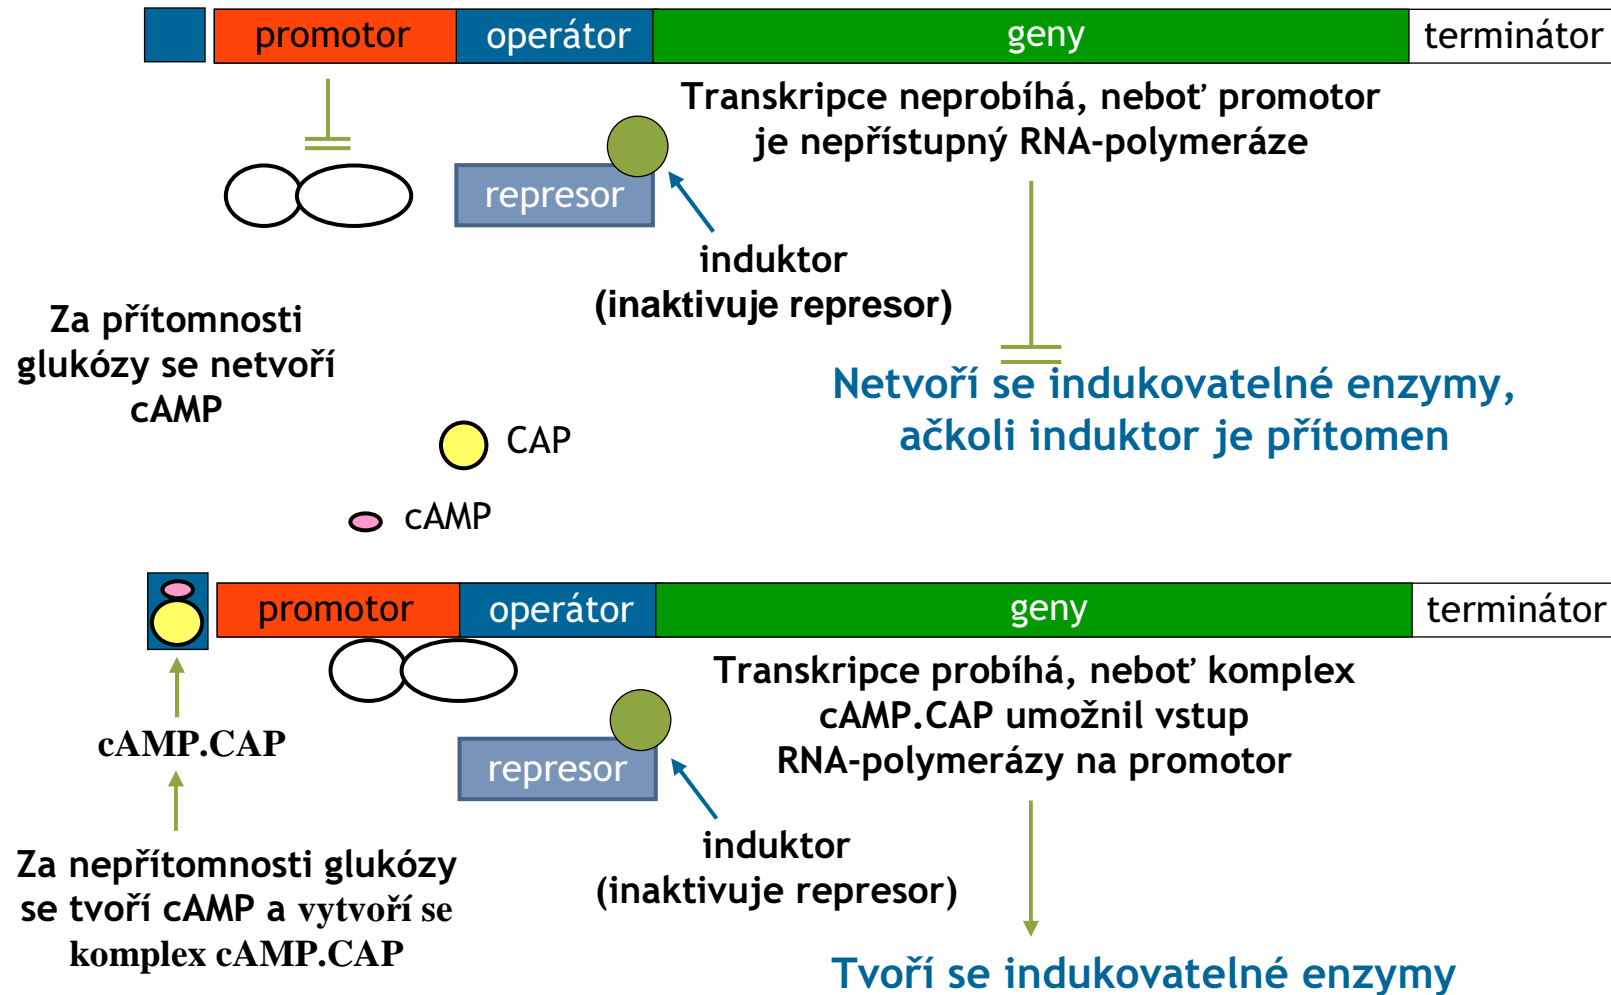 promotor
operátor
geny
terminátor
Transkripce neprobíhá, neboť promotor
je nepřístupný RNA-polymeráze
represor
induktor
(inaktivuje represor)
Za přítomnosti
glukózy se netvoří
cAMP
Netvoří se indukovatelné enzymy,
ačkoli induktor je přítomen
CAP
cAMP
promotor
operátor
geny
terminátor
Transkripce probíhá, neboť komplex
cAMP.CAP umožnil vstup
RNA-polymerázy na promotor
cAMP.CAP
represor
induktor
(inaktivuje represor)
Za nepřítomnosti glukózy
se tvoří cAMP a vytvoří se
komplex cAMP.CAP
Tvoří se indukovatelné enzymy